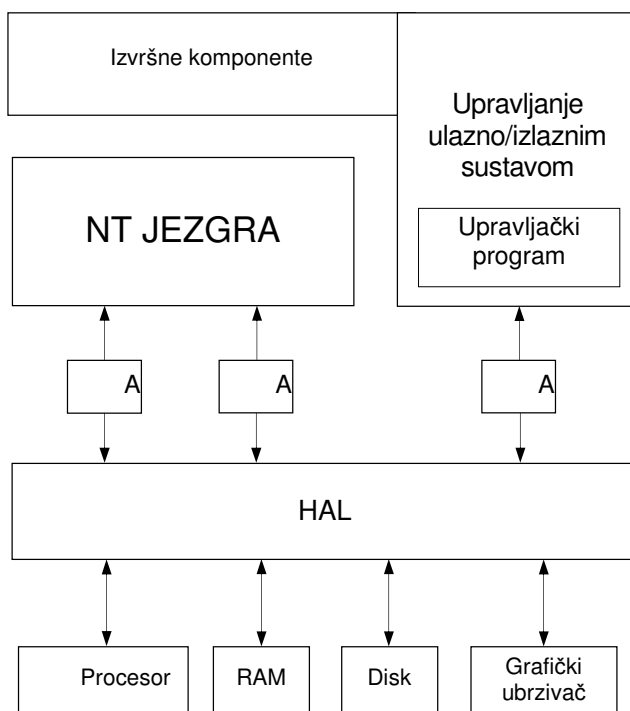 Izvršne komponente
Upravljanje
ulazno/izlaznim
sustavom
Upravljački
program
NT JEZGRA
A
A
A
HAL
Procesor
RAM
Disk
Grafički
ubrzivač